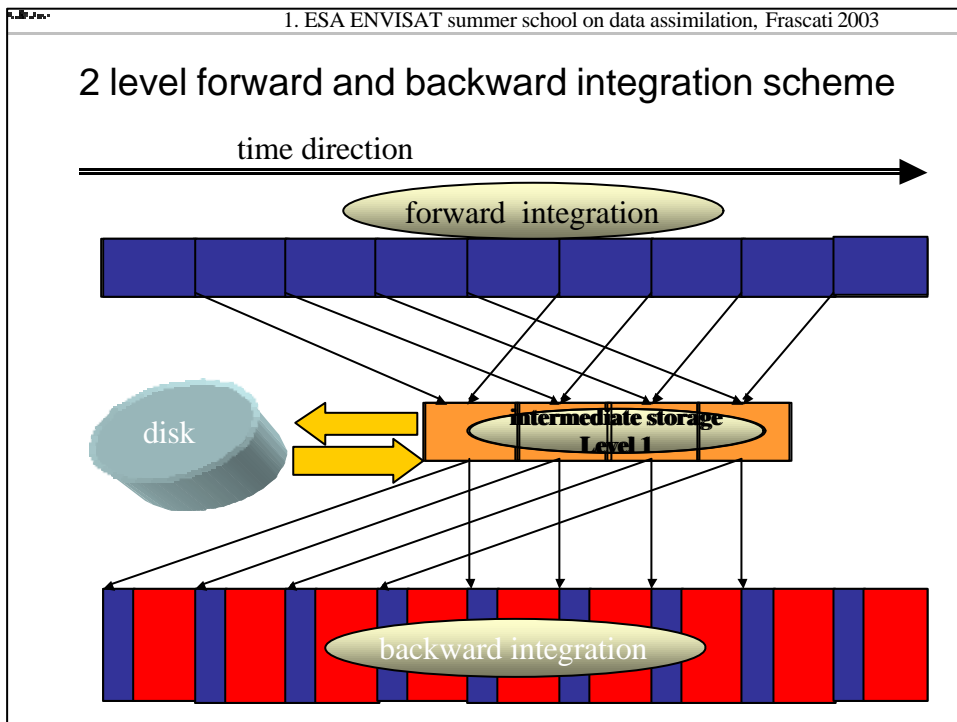 1. ESA ENVISAT summer school on data assimilation, Frascati 2003
2 level forward and backward integration scheme
time direction
forward integration
disk
intermediate storage
Level 1
backward integration